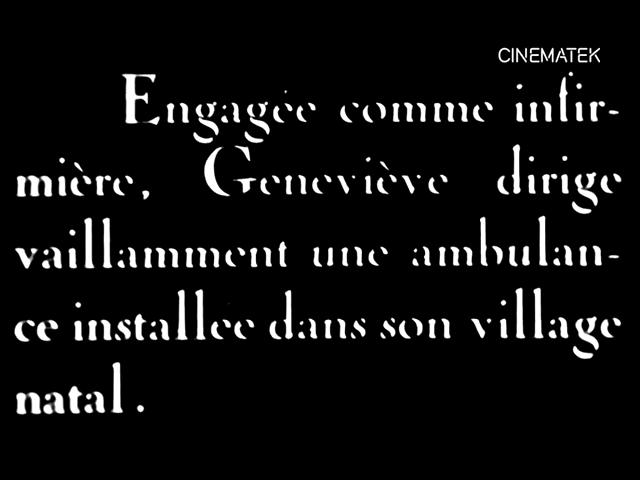 CINEMATEK
Engagée comme infir-
mière, Geneviève dirige
vaillamment une ambulan-
ce installée dans son village
natal.